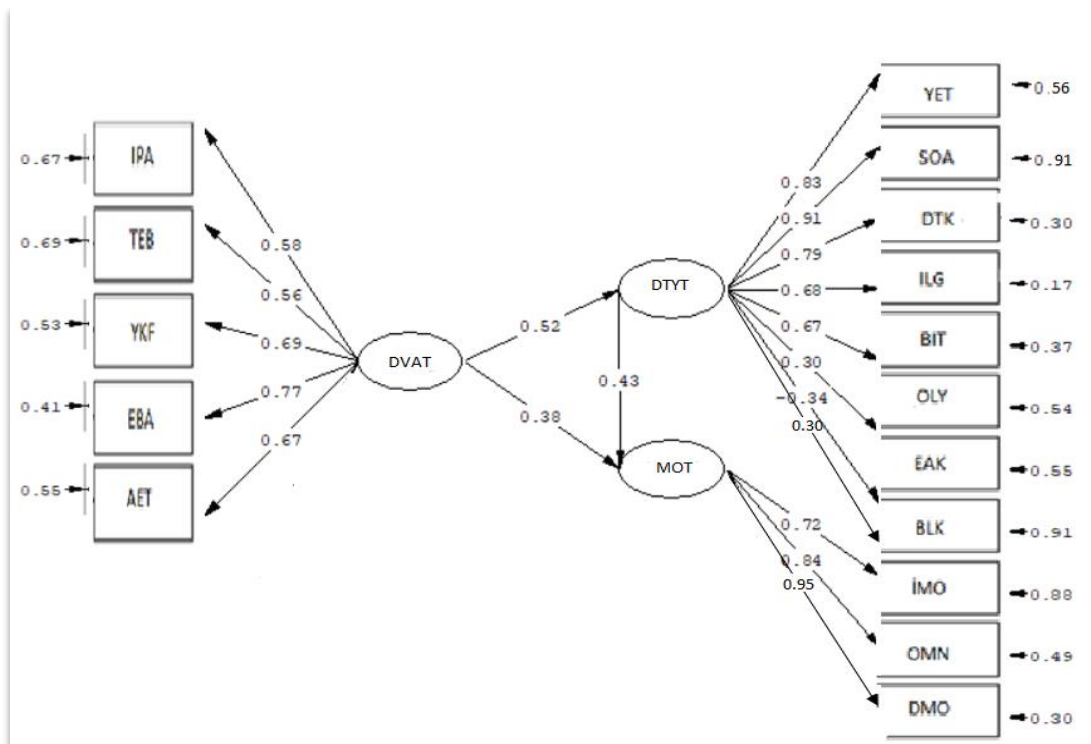 0.67 IPA
0.69 TEB
0.53 YKF
0.41 EBA
0.55 AET
0.58
0.56
0.69
0.77
0.67
DVAT
0.52
0.38
DTYT
0.43
MOT
0.83
0.91
0.79
0.68
0.67
0.30
-0.34
0.30
0.72
0.84
0.95
YET 0.56
SOA 0.91
DTK 0.30
ILG 0.17
BIT 0.37
OLY 0.54
EAK 0.55
BLK 0.91
İMO 0.88
OMN 0.49
DMO 0.30